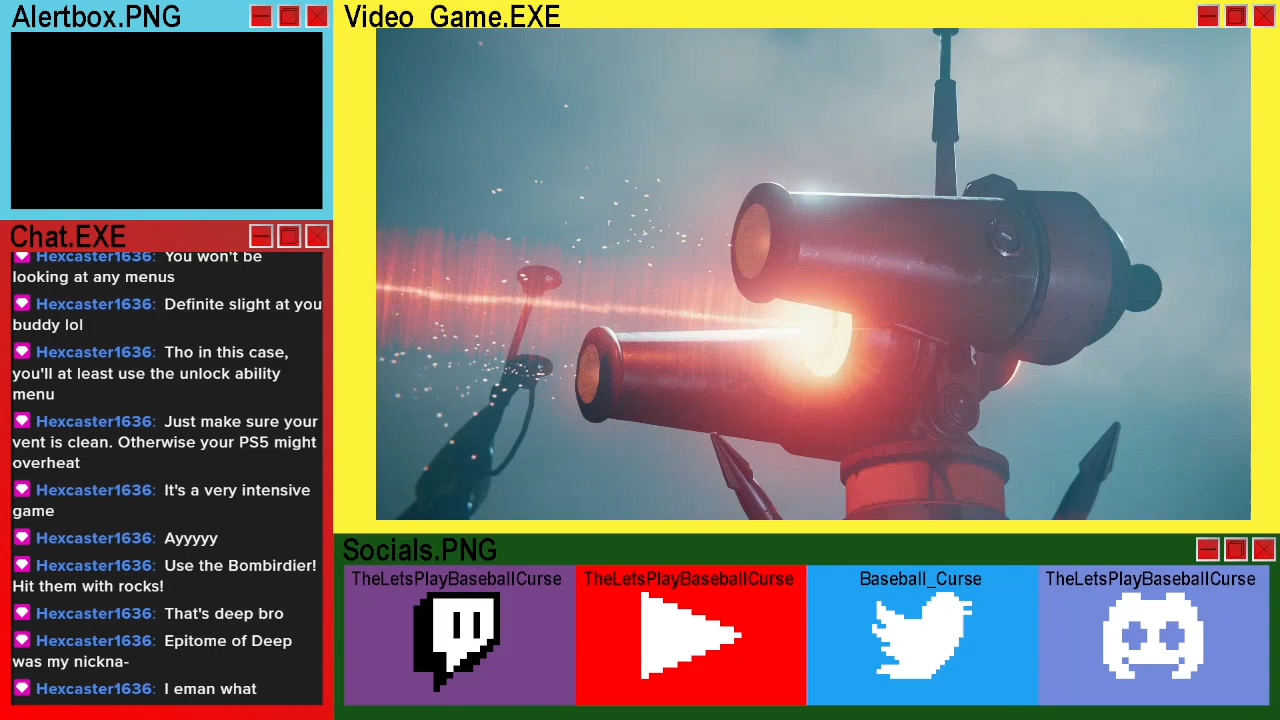 Alertbox.PNG
Video Game.EXE
Chat.EXE
Hexcaster1636: You won't be
looking at any menus
Hexcaster1636: Definite slight at you
buddy lol
Hexcaster1636: Tho in this case,
you'll at least use the unlock ability
menu
Hexcaster1636: Just make sure your
vent is clean. Otherwise your PS5 might
overheat
Hexcaster1636: It's a very intensive
game
Hexcaster1636: Ayyyyy
Hexcaster1636: Use the Bombirdier!
Hit them with rocks!
Hexcaster1636: That's deep bro
Hexcaster1636: Epitome of Deep
was my nickna-
Hexcaster1636: I eman what
Socials.PNG
TheLetsPlayBaseballCurse
TheLetsPlayBaseballCurse
Baseball_Curse
TheLetsPlayBaseballCurse